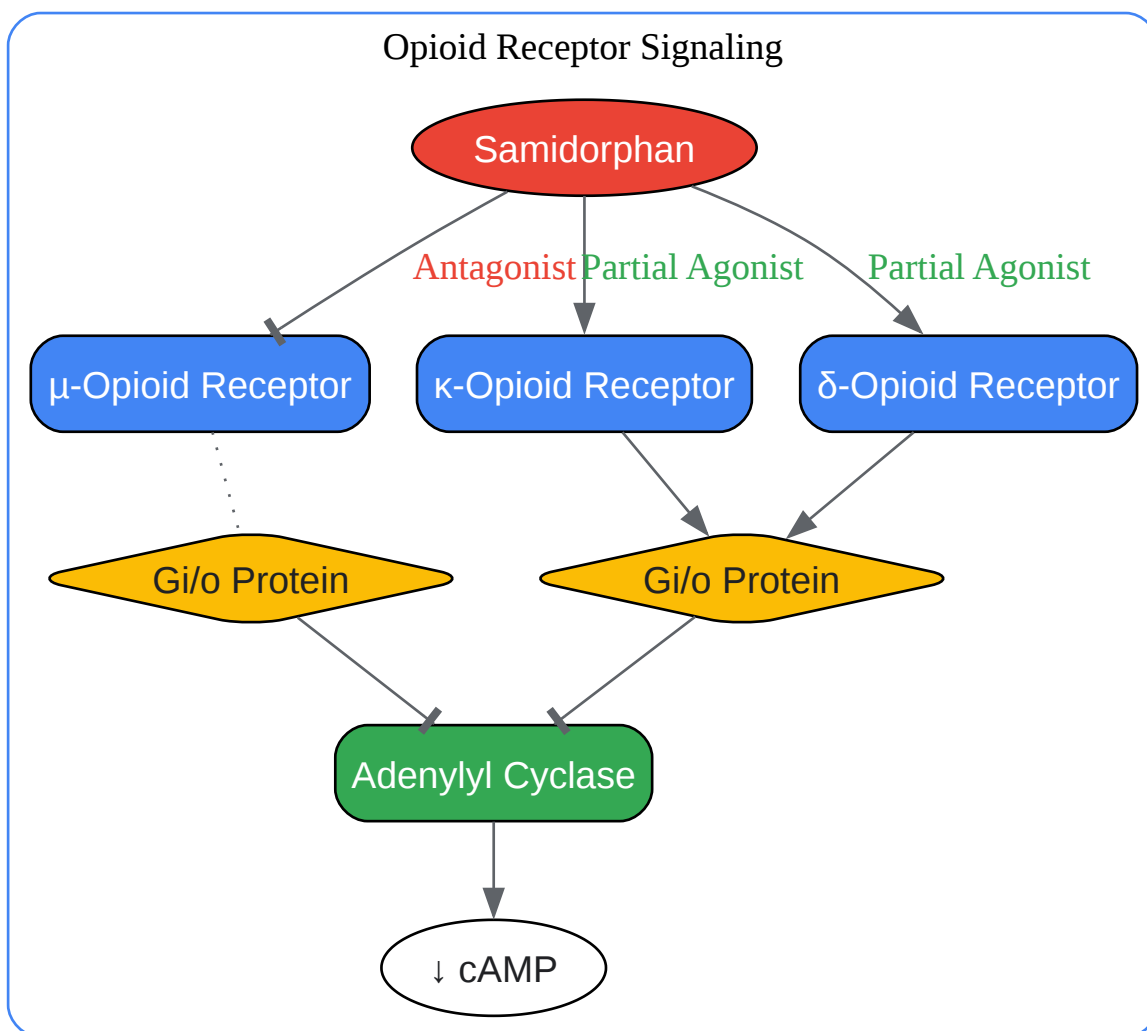 Opioid Receptor Signaling
Samidorphan
Antagonist
Partial Agonist
Partial Agonist
μ-Opioid Receptor
κ-Opioid Receptor
δ-Opioid Receptor
Gi/o Protein
Gi/o Protein
Adenylyl Cyclase
↓ cAMP